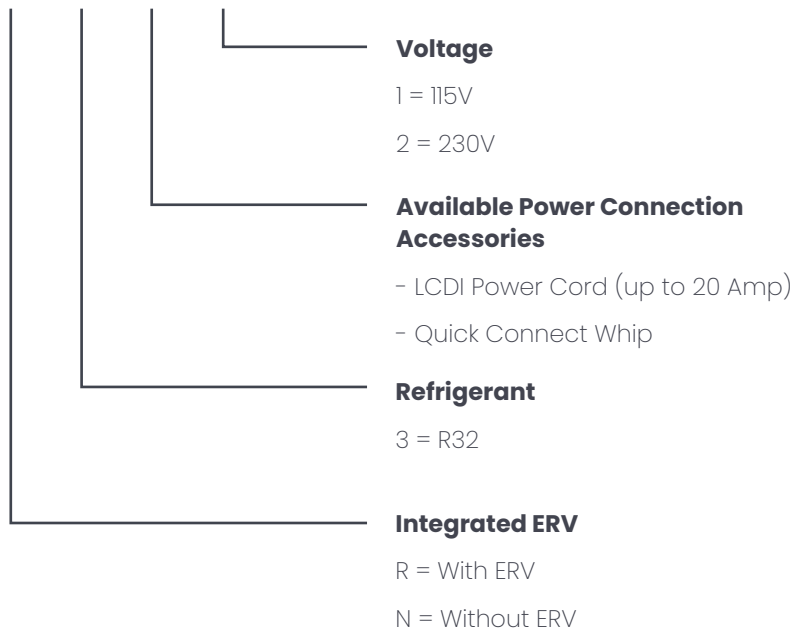 Voltage
1 = 115V
2 = 230V
Available Power Connection
Accessories
- LCDI Power Cord (up to 20 Amp)
- Quick Connect Whip
Refrigerant
3 = R32
Integrated ERV
R = With ERV
N = Without ERV